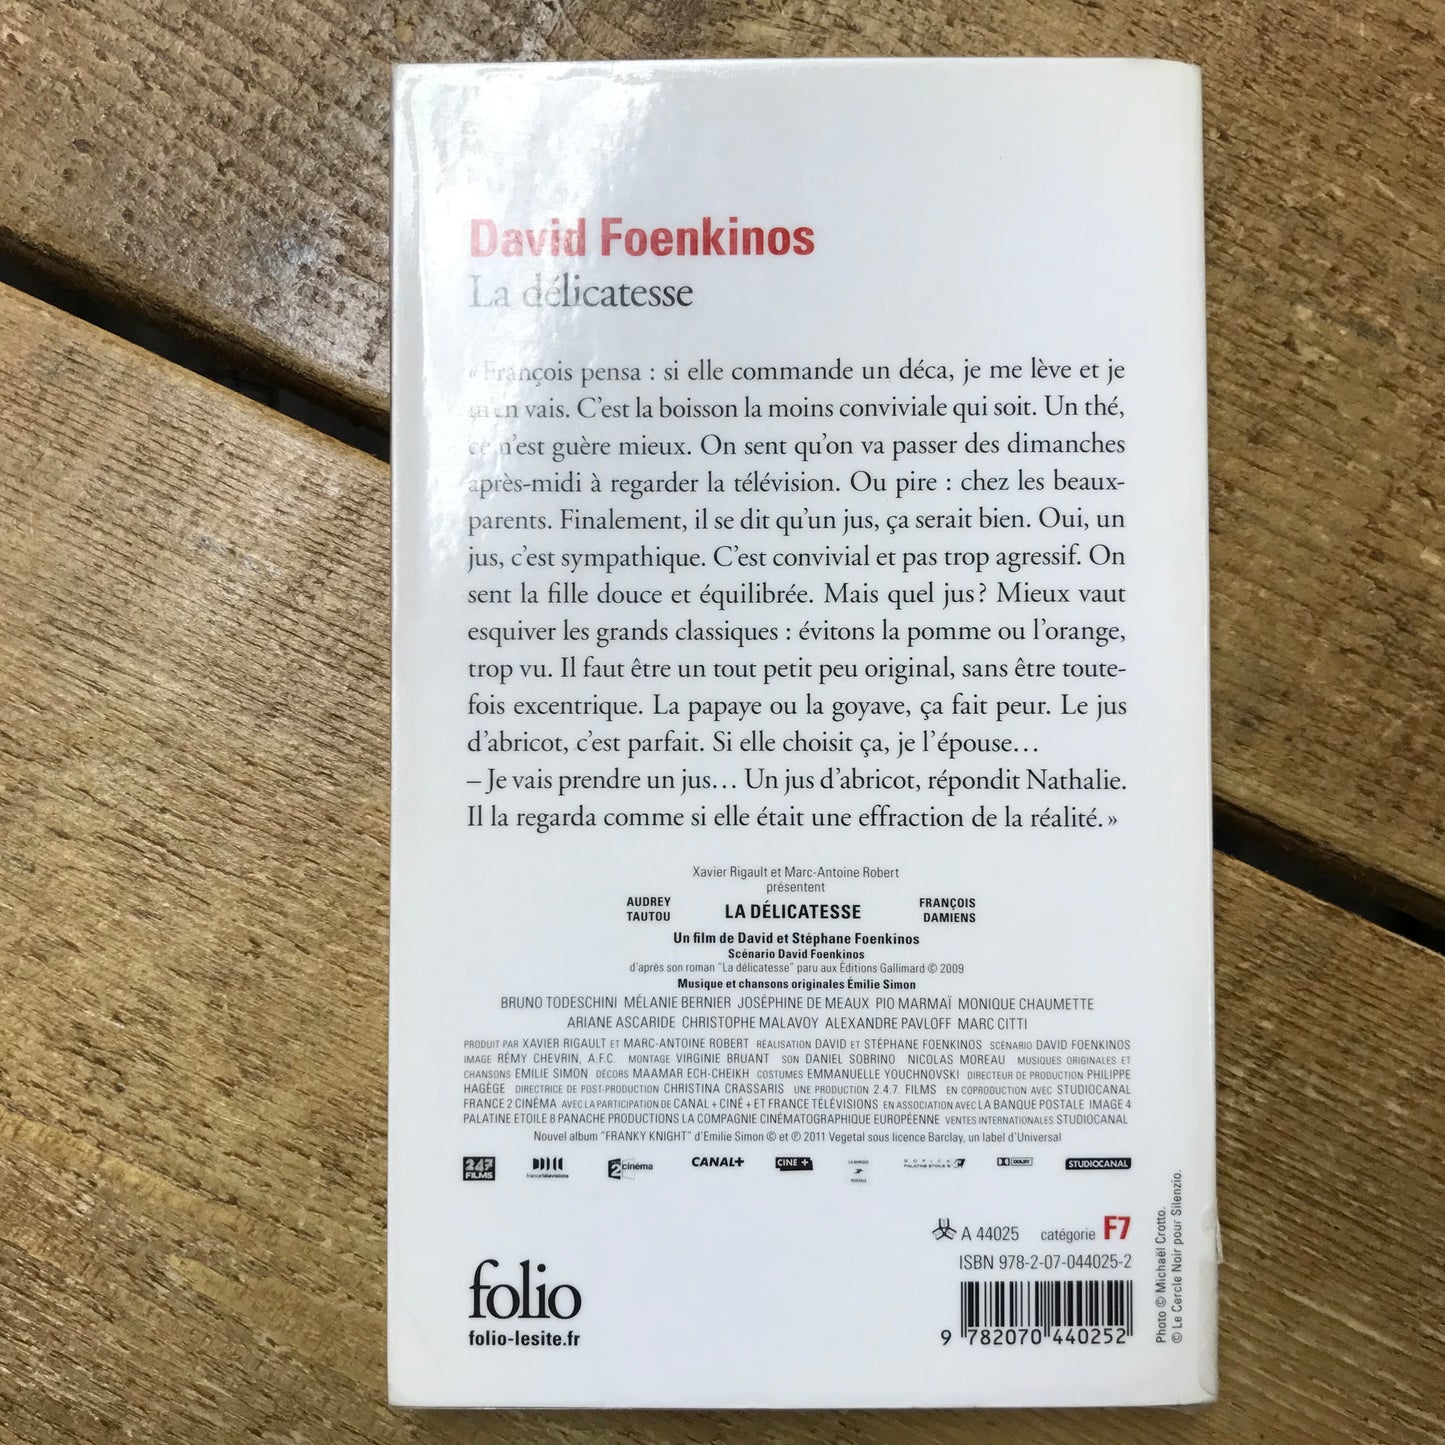 David Foenkinos
La délicatesse
« François pensa : si elle commande un déca, je me lève et je
m'en vais. C'est la boisson la moins conviviale qui soit. Un thé,
ce n'est guère mieux. On sent qu'on va passer des dimanches
après-midi à regarder la télévision. Ou pire : chez les beaux-
parents. Finalement, il se dit qu'un jus, ça serait bien. Oui, un
jus, c'est sympathique. C'est convivial et pas trop agressif. On
sent la fille douce et équilibrée. Mais quel jus ? Mieux vaut
esquiver les grands classiques : évitons la pomme ou l'orange,
trop vu. Il faut être un tout petit peu original, sans être toute-
fois excentrique. La papaye ou la goyave, ça fait peur. Le jus
d'abricot, c'est parfait. Si elle choisit ça, je l'épouse…
– Je vais prendre un jus… Un jus d'abricot, répondit Nathalie.
Il la regarda comme si elle était une effraction de la réalité. »
Xavier Rigault et Marc-Antoine Robert
présentent
AUDREY TAUTOU LA DÉLICATESSE FRANÇOIS DAMIENS
Un film de David et Stéphane Foenkinos
Scénario David Foenkinos
d'après son roman "La délicatesse" paru aux Éditions Gallimard © 2009
Musique et chansons originales Émilie Simon
BRUNO TODESCHINI MÉLANIE BERNIER JOSÉPHINE DE MEAUX PIO MARMAÏ MONIQUE CHAUMETTE
ARIANE ASCARIDE CHRISTOPHE MALAVOY ALEXANDRE PAVLOFF MARC CITTI
PRODUIT PAR XAVIER RIGAULT ET MARC-ANTOINE ROBERT RÉALISATION DAVID ET STÉPHANE FOENKINOS SCÉNARIO DAVID FOENKINOS
IMAGE RÉMY CHEVRIN, A.F.C. MONTAGE VIRGINIE BRUANT SON DANIEL SOBRINO NICOLAS MOREAU MUSIQUES ORIGINALES ET
CHANSONS EMILIE SIMON DÉCORS MAAMAR ECH-CHEIKH COSTUMES EMMANUELLE YOUCHNOVSKI DIRECTEUR DE PRODUCTION PHILIPPE
HAGÈGE DIRECTRICE DE POST-PRODUCTION CHRISTINA CRASSARIS UNE PRODUCTION 2.4.7. FILMS EN COPRODUCTION AVEC STUDIOCANAL
FRANCE 2 CINÉMA AVEC LA PARTICIPATION DE CANAL + CINÉ + ET FRANCE TÉLÉVISIONS EN ASSOCIATION AVEC LA BANQUE POSTALE IMAGE 4
PALATINE ETOILE 8 PANACHE PRODUCTIONS LA COMPAGNIE CINÉMATOGRAPHIQUE EUROPÉENNE VENTES INTERNATIONALES STUDIOCANAL
Nouvel album "FRANKY KNIGHT" d'Emilie Simon © et ℗ 2011 Vegetal sous licence Barclay, un label d'Universal
247 FILMS francetélévisions 2 cinéma CANAL+ CINE + LA BANQUE POSTALE SOFICA PALATINE ETOILE 8 DOLBY STUDIOCANAL
A 44025 catégorie F7
ISBN 978-2-07-044025-2
9 782070 440252
folio
folio-lesite.fr
Photo © Michaël Crotto.
© Le Cercle Noir pour Silenzio.